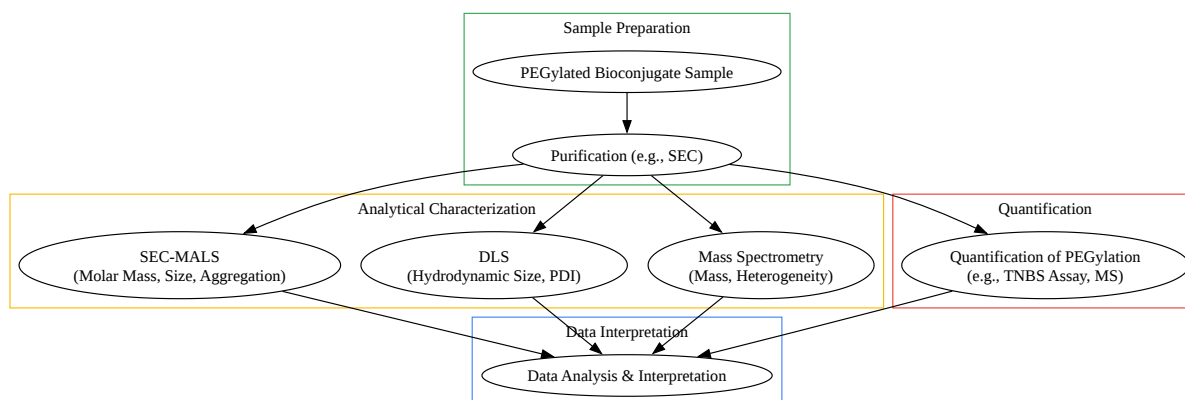 Sample Preparation
PEGylated Bioconjugate Sample
Purification (e.g., SEC)
Analytical Characterization
Quantification
SEC-MALS
(Molar Mass, Size, Aggregation)
DLS
(Hydrodynamic Size, PDI)
Mass Spectrometry
(Mass, Heterogeneity)
Quantification of PEGylation
(e.g., TNBS Assay, MS)
Data Interpretation
Data Analysis & Interpretation